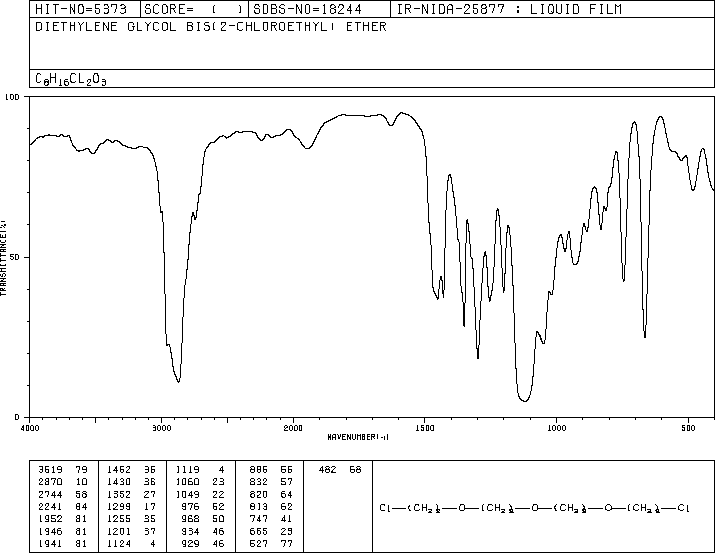 HIT-NO=5373 SCORE= ( ) SDBS-NO=18244 IR-NIDA-25877 : LIQUID FILM
DIETHYLENE GLYCOL BIS(2-CHLOROETHYL) ETHER
C8H16CL2O3
100
50
0
TRANSMITTANCE(%)
4000 3000 2000 1500 1000 500
WAVENUMBER(-1)
3619 79 1462 36 1119 4 886 56 482 68
2870 10 1430 36 1060 23 832 57
2744 58 1352 27 1049 22 820 64
2241 84 1299 17 976 52 813 62
1952 81 1255 35 968 50 747 41
1946 81 1201 37 934 46 665 23
1941 81 1124 4 929 46 527 77
Cl—(CH2)2—O—(CH2)2—O—(CH2)2—O—(CH2)2—Cl